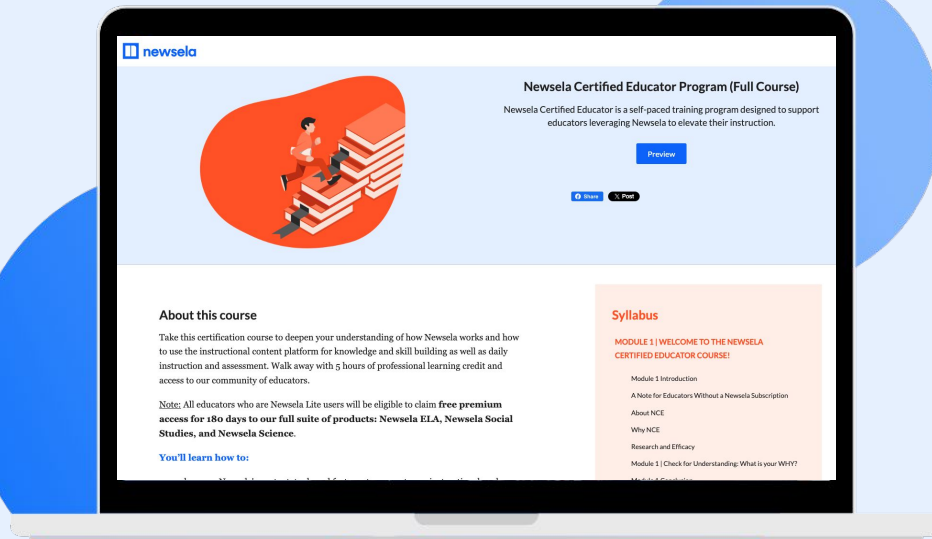 newsela
Newsela Certified Educator Program (Full Course)
Newsela Certified Educator is a self-paced training program designed to support
educators leveraging Newsela to elevate their instruction.
Preview
Share
Post
About this course
Take this certification course to deepen your understanding of how Newsela works and how
to use the instructional content platform for knowledge and skill building as well as daily
instruction and assessment. Walk away with 5 hours of professional learning credit and
access to our community of educators.
Note: All educators who are Newsela Lite users will be eligible to claim free premium
access for 180 days to our full suite of products: Newsela ELA, Newsela Social
Studies, and Newsela Science.
You'll learn how to:
Syllabus
MODULE 1 | WELCOME TO THE NEWSELA
CERTIFIED EDUCATOR COURSE!
Module 1 Introduction
A Note for Educators Without a Newsela Subscription
About NCE
Why NCE
Research and Efficacy
Module 1 | Check for Understanding: What is your WHY?